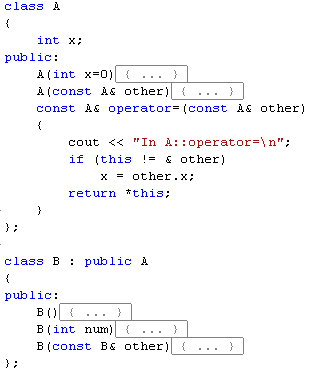 class A
{
    int x;
public:
    A(int x=0){ ... }
    A(const A& other){ ... }
    const A& operator=(const A& other)
    {
        cout << "In A::operator=\n";
        if (this != & other)
            x = other.x;
        return *this;
    }
};
class B : public A
{
public:
    B(){ ... }
    B(int num){ ... }
    B(const B& other){ ... }
};